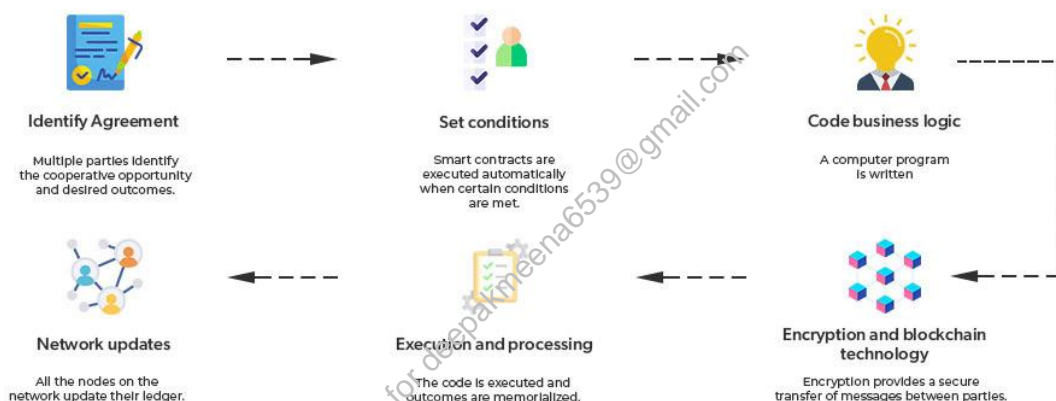 Identify Agreement
Multiple parties identify
the cooperative opportunity
and desired outcomes.
Set conditions
Smart contracts are
executed automatically
when certain conditions
are met.
Code business logic
A computer program
is written
Encryption and blockchain
technology
Encryption provides a secure
transfer of messages between parties.
Execution and processing
The code is executed and
outcomes are memorialized.
Network updates
All the nodes on the
network update their ledger.
for deepakmeena6539@gmail.com